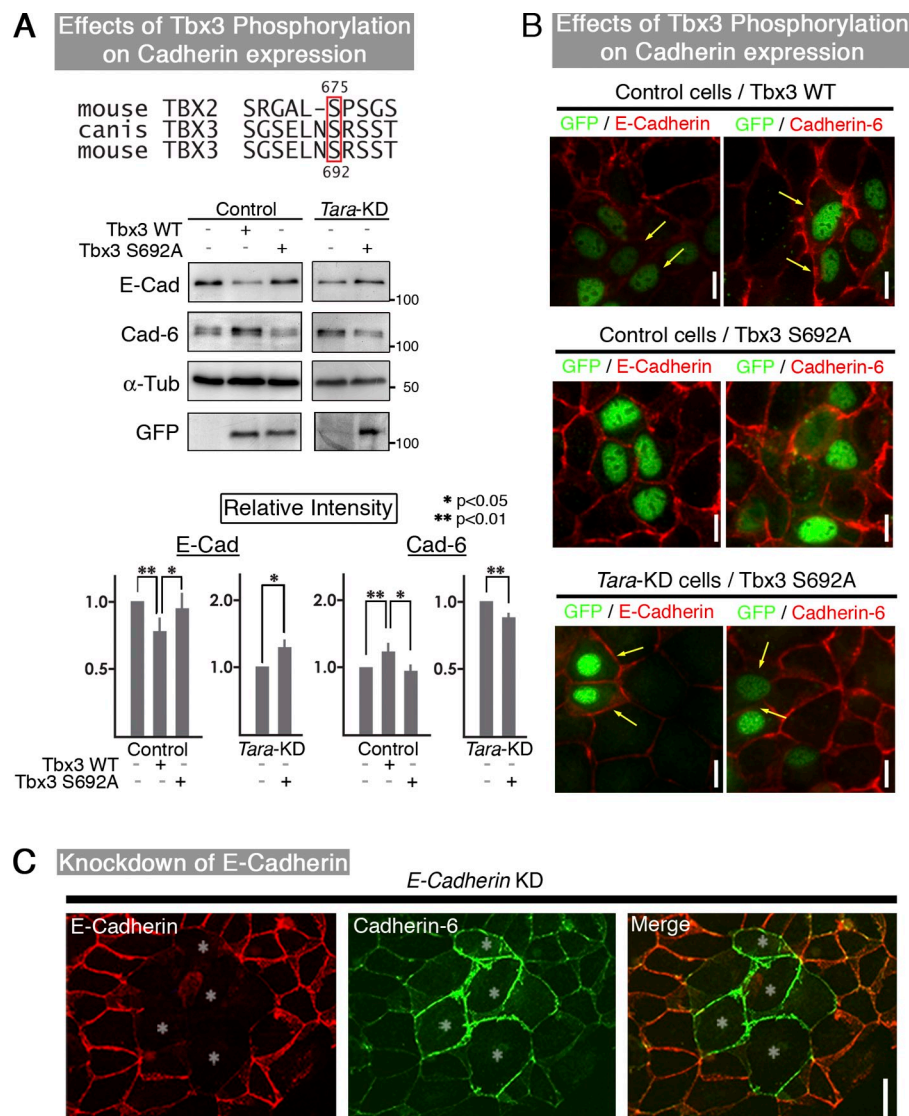 A
Effects of Tbx3 Phosphorylation
on Cadherin expression
675
mouse TBX2 SRGAL-SPSGS
canis TBX3 SGSELNSRSST
mouse TBX3 SGSELNSRSST
692
Control Tara-KD
Tbx3 WT - + - - -
Tbx3 S692A - - + - +
E-Cad 100
Cad-6 100
α-Tub 50
GFP 100
Relative Intensity
* p<0.05
** p<0.01
E-Cad Cad-6
** * * ** * **
1.0 2.0 2.0 1.0
0.5 1.0 1.0 0.5
Control Tara-KD Control Tara-KD
Tbx3 WT - + - - - - + - - -
Tbx3 S692A - - + - + - - + - +
B
Effects of Tbx3 Phosphorylation
on Cadherin expression
Control cells / Tbx3 WT
GFP / E-Cadherin GFP / Cadherin-6
Control cells / Tbx3 S692A
GFP / E-Cadherin GFP / Cadherin-6
Tara-KD cells / Tbx3 S692A
GFP / E-Cadherin GFP / Cadherin-6
C
Knockdown of E-Cadherin
E-Cadherin KD
E-Cadherin Cadherin-6 Merge
* * * *
* * * *
* * * *